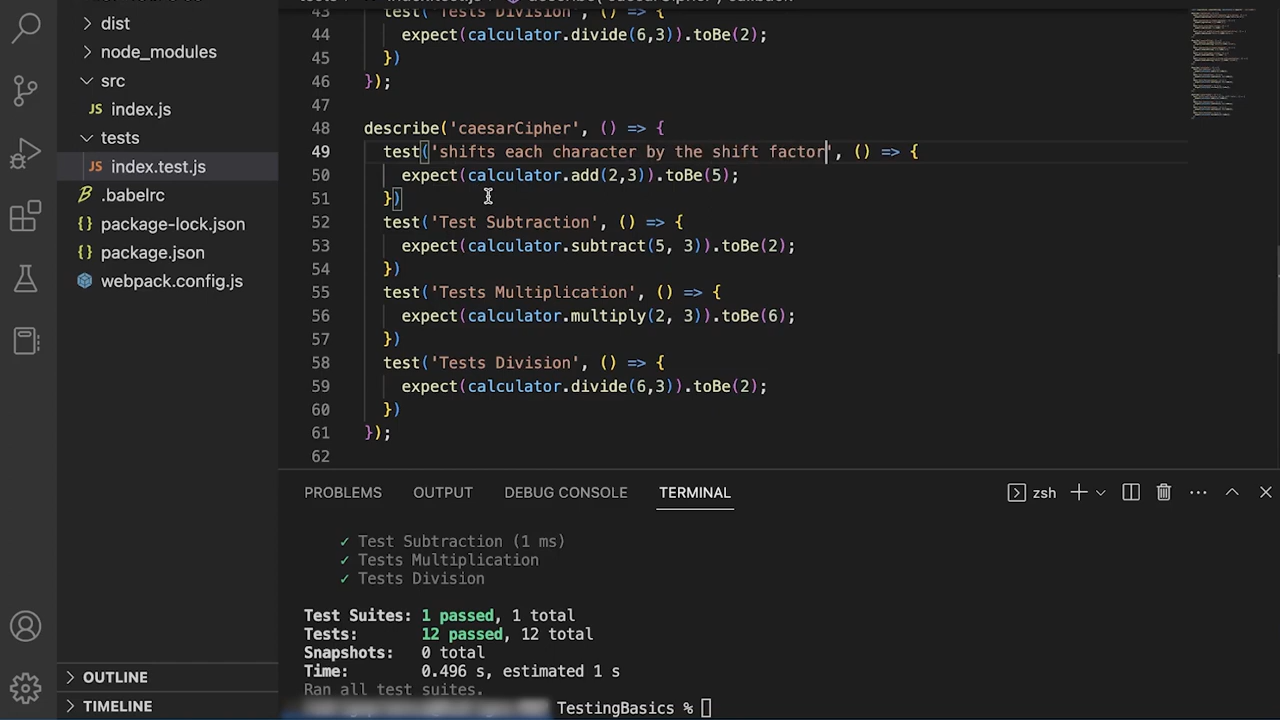 dist
node_modules
src
JS index.js
tests
JS index.test.js
.babelrc
{} package-lock.json
{} package.json
webpack.config.js
OUTLINE
TIMELINE
43 test('Tests Division', () => {
44 expect(calculator.divide(6,3)).toBe(2);
45 })
46 });
47
48 describe('caesarCipher', () => {
49 test('shifts each character by the shift factor', () => {
50 expect(calculator.add(2,3)).toBe(5);
51 })
52 test('Test Subtraction', () => {
53 expect(calculator.subtract(5, 3)).toBe(2);
54 })
55 test('Tests Multiplication', () => {
56 expect(calculator.multiply(2, 3)).toBe(6);
57 })
58 test('Tests Division', () => {
59 expect(calculator.divide(6,3)).toBe(2);
60 })
61 });
62
PROBLEMS OUTPUT DEBUG CONSOLE TERMINAL zsh
✓ Test Subtraction (1 ms)
✓ Tests Multiplication
✓ Tests Division
Test Suites: 1 passed, 1 total
Tests: 12 passed, 12 total
Snapshots: 0 total
Time: 0.496 s, estimated 1 s
Ran all test suites.
TestingBasics %